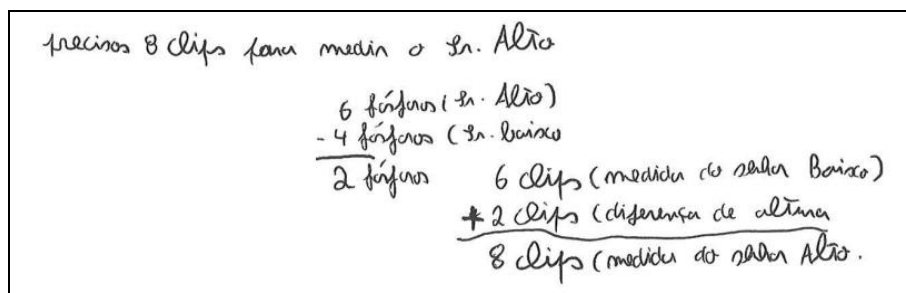 precisos 8 clips para medir o Sr. Alto
6 fósforos (Sr. Alto)
- 4 fósforos (Sr. baixo
2 fósforos
6 clips (medida do senhor Baixo)
+ 2 clips (diferença de altura
8 clips (medida do senhor Alto.